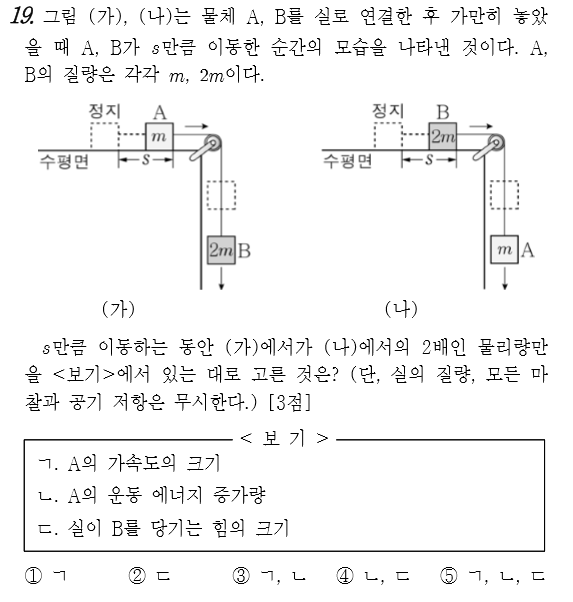 19. 그림 (가), (나)는 물체 A, B를 실로 연결한 후 가만히 놓았
을 때 A, B가 s만큼 이동한 순간의 모습을 나타낸 것이다. A,
B의 질량은 각각 m, 2m이다.
정지 A
m
수평면 s
2m B
(가)
정지 B
2m
수평면 s
m A
(나)
s만큼 이동하는 동안 (가)에서가 (나)에서의 2배인 물리량만
을 <보기>에서 있는 대로 고른 것은? (단, 실의 질량, 모든 마
찰과 공기 저항은 무시한다.) [3점]
< 보 기 >
ㄱ. A의 가속도의 크기
ㄴ. A의 운동 에너지 증가량
ㄷ. 실이 B를 당기는 힘의 크기
① ㄱ ② ㄷ ③ ㄱ, ㄴ ④ ㄴ, ㄷ ⑤ ㄱ, ㄴ, ㄷ